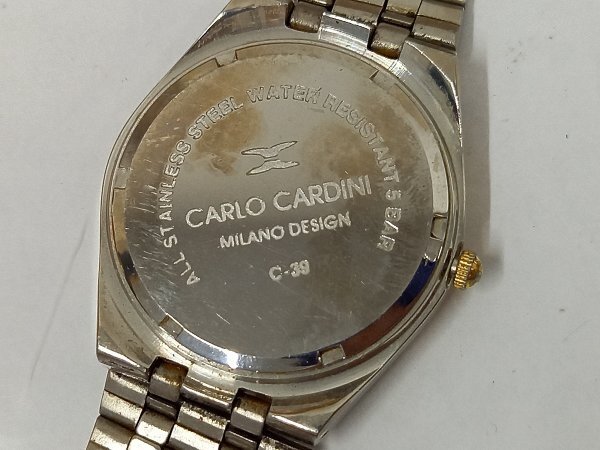 ALL STAINLESS STEEL WATER RESISTANT 5 BAR
CARLO CARDINI
MILANO DESIGN
C-39